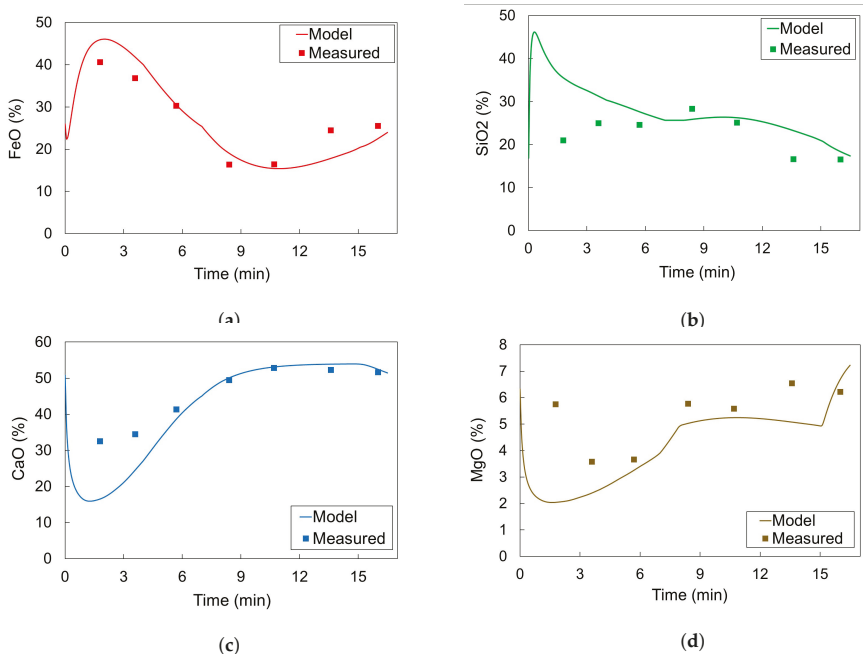 50
40
30
20
10
0
FeO (%)
0 3 6 9 12 15
Time (min)
Model
Measured
(a)
50
40
30
20
10
0
SiO2 (%)
0 3 6 9 12 15
Time (min)
Model
Measured
(b)
60
50
40
30
20
10
0
CaO (%)
0 3 6 9 12 15
Time (min)
Model
Measured
(c)
8
7
6
5
4
3
2
1
0
MgO (%)
0 3 6 9 12 15
Time (min)
Model
Measured
(d)